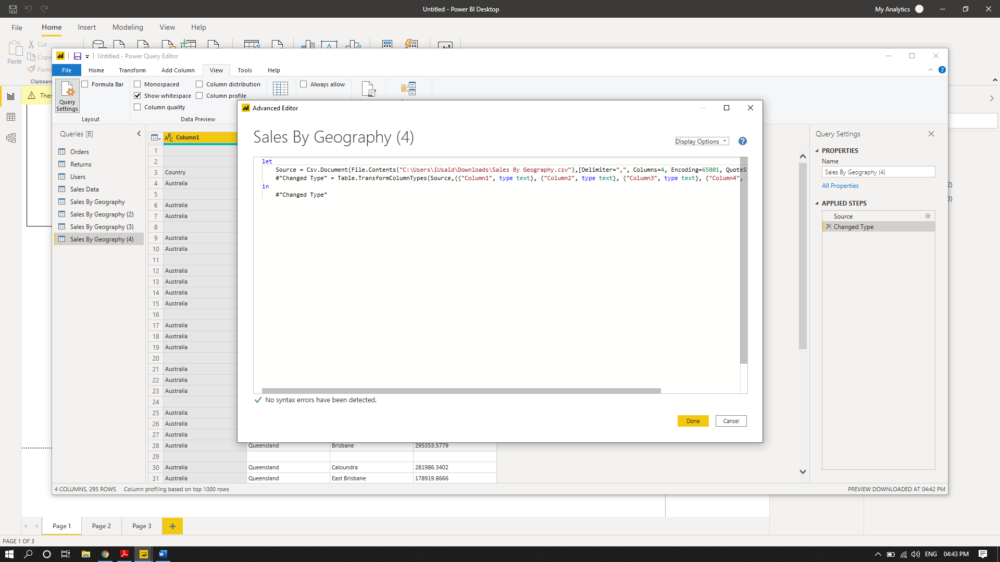 Untitled - Power BI Desktop
My Analytics
File
Home
Insert
Modeling
View
Help
Paste
Cut
Copy
Form
Clipboard
Ther
Untitled - Power Query Editor
File
Home
Transform
Add Column
View
Tools
Help
Query
Settings
Formula Bar
Layout
Monospaced
Show whitespace
Column quality
Column distribution
Column profile
Data Preview
Always allow
Queries [8]
Orders
Returns
Users
Sales Data
Sales By Geography
Sales By Geography (2)
Sales By Geography (3)
Sales By Geography (4)
ABC Column1
1
2
3 Country
4 Australia
5
6 Australia
7 Australia
8
9 Australia
10 Australia
11
12 Australia
13 Australia
14 Australia
15 Australia
16
17 Australia
18 Australia
19 Australia
20
21 Australia
22 Australia
23 Australia
24
25 Australia
26 Australia
27 Australia
28 Australia Queensland Brisbane 295353.5779
29
30 Australia Queensland Caloundra 281986.3402
31 Australia Queensland East Brisbane 178919.8666
Advanced Editor
Sales By Geography (4)
Display Options
let
Source = Csv.Document(File.Contents("C:\Users\iUsaid\Downloads\Sales By Geography.csv"),[Delimiter=",", Columns=4, Encoding=65001, QuoteS
#"Changed Type" = Table.TransformColumnTypes(Source,{{"Column1", type text}, {"Column2", type text}, {"Column3", type text}, {"Column4",
in
#"Changed Type"
No syntax errors have been detected.
Done
Cancel
Query Settings
PROPERTIES
Name
Sales By Geography (4)
All Properties
APPLIED STEPS
Source
Changed Type
2)
3)
4 COLUMNS, 295 ROWS
Column profiling based on top 1000 rows
PREVIEW DOWNLOADED AT 04:42 PM
Page 1
Page 2
Page 3
PAGE 1 OF 3
ENG
04:43 PM